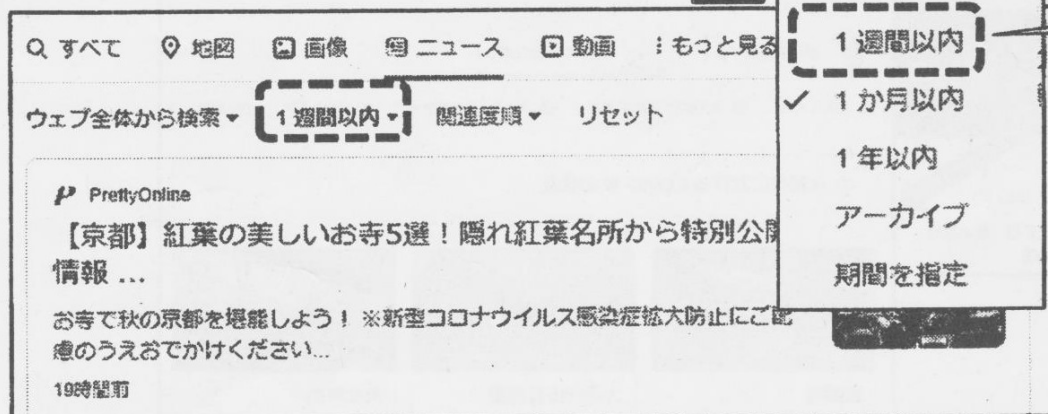 すべて 地図 画像 ニュース 動画 ⋮もっと見る
ウェブ全体から検索▾ 1週間以内▾ 関連度順▾ リセット
PrettyOnline
【京都】紅葉の美しいお寺5選！隠れ紅葉名所から特別公開
情報 ...
お寺で秋の京都を堪能しよう！ ※新型コロナウイルス感染症拡大防止にご配
慮のうえおでかけください...
19時間前
1週間以内
✓ 1か月以内
1年以内
アーカイブ
期間を指定